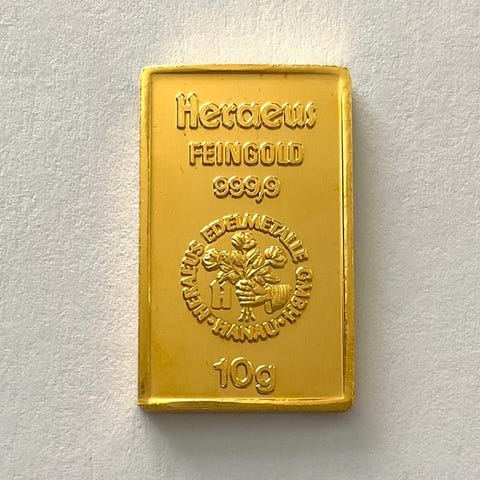 Heraeus
FEINGOLD
999,9
HERAEUS EDELMETALLE GMBH
H
·HANAU·
10g